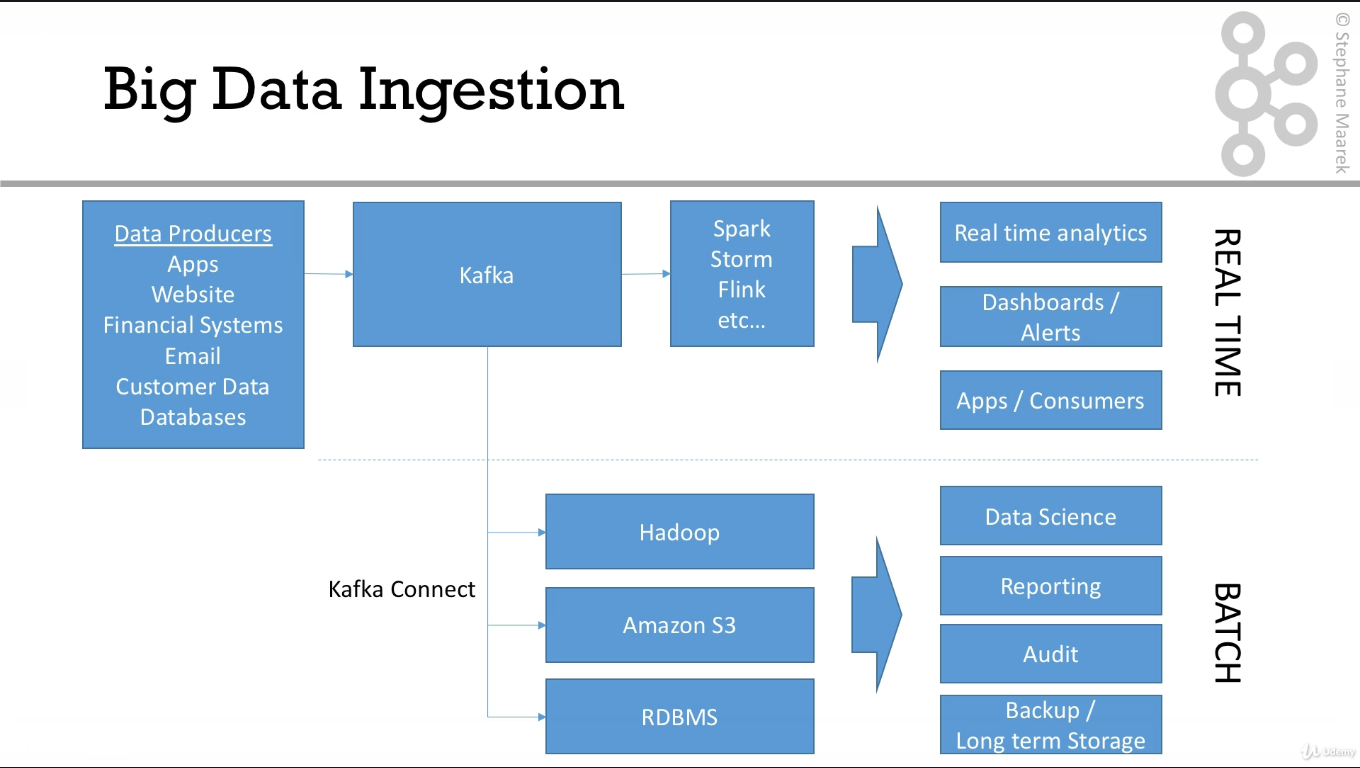 Big Data Ingestion
© Stephane Maarek
Data Producers
Apps
Website
Financial Systems
Email
Customer Data
Databases
Kafka
Spark
Storm
Flink
etc...
Real time analytics
Dashboards /
Alerts
Apps / Consumers
REAL TIME
Kafka Connect
Hadoop
Amazon S3
RDBMS
Data Science
Reporting
Audit
Backup /
Long term Storage
BATCH
Udemy